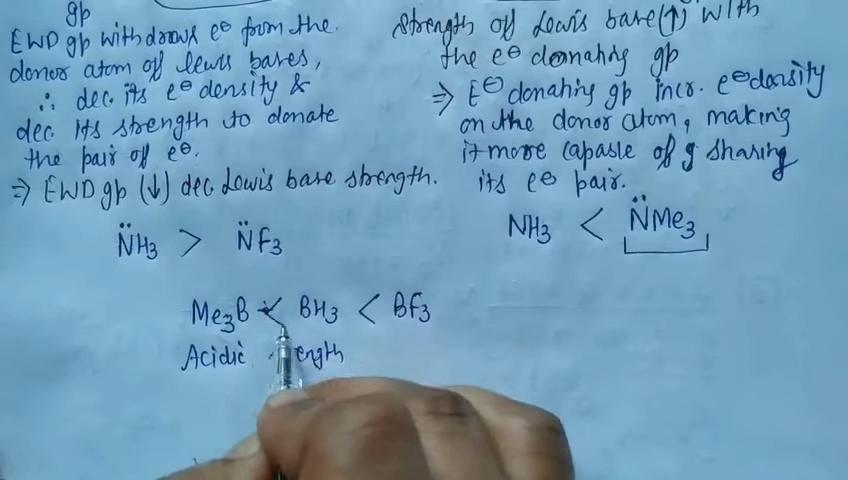 gp
EWD gp withdraws e⊖ from the
donor atom of lewis bases,
∴ dec. its e⊖ density &
dec its strength to donate
the pair of e⊖.
⇒ EWD gp (↓) dec Lewis base strength.
N̈H₃ > N̈F₃
strength of Lewis base (↑) with
the e⊖ donating gp
⇒ E⊖ donating gp incr. e⊖ density
on the donor atom, making
it more capable of sharing
its e⊖ pair.
NH₃ < N̈Me₃
Me₃B < BH₃ < BF₃
Acidic